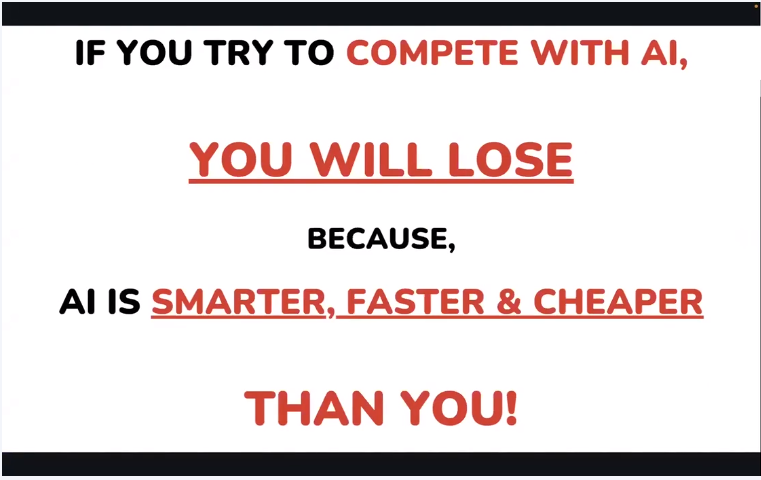 IF YOU TRY TO COMPETE WITH AI,
YOU WILL LOSE
BECAUSE,
AI IS SMARTER, FASTER & CHEAPER
THAN YOU!